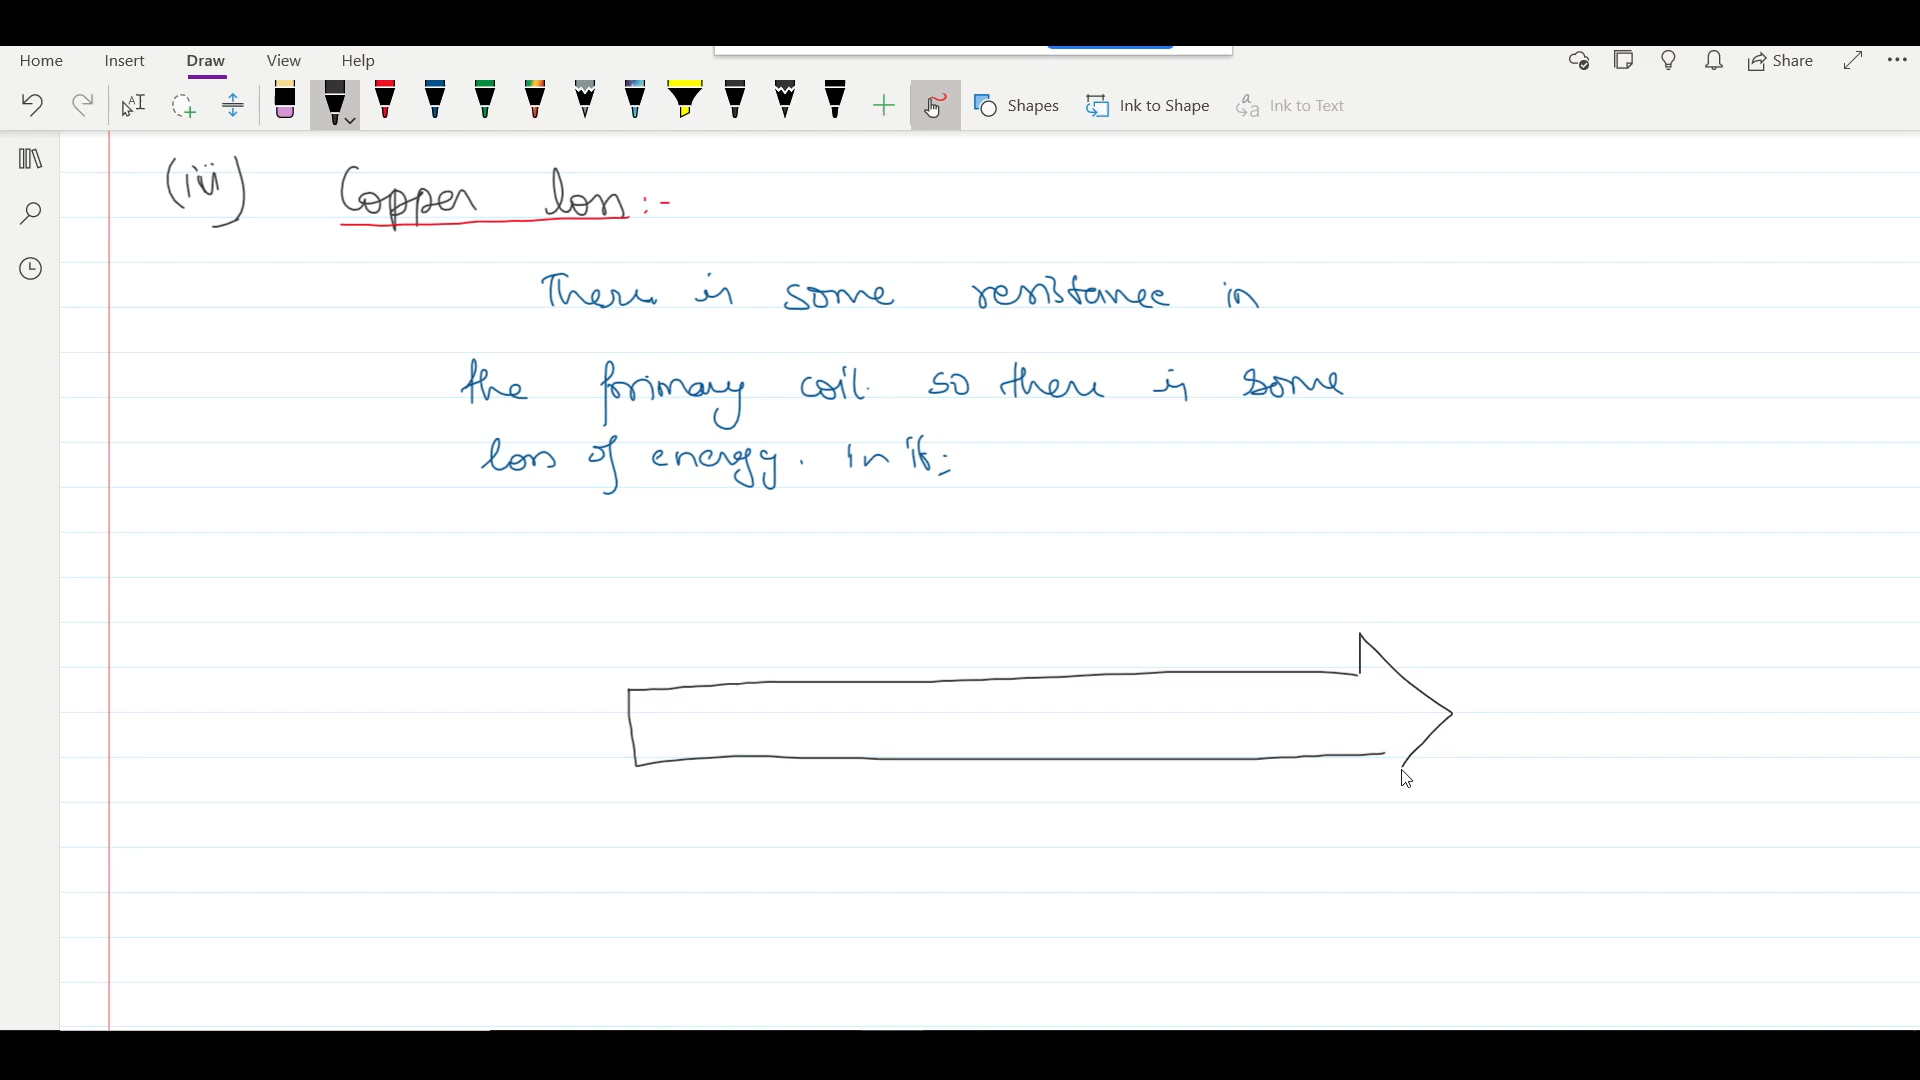 Home Insert Draw View Help Share
Shapes Ink to Shape Ink to Text
(iii) Copper loss :-
There is some resistance in
the primary coil. so there is some
loss of energy. In it: